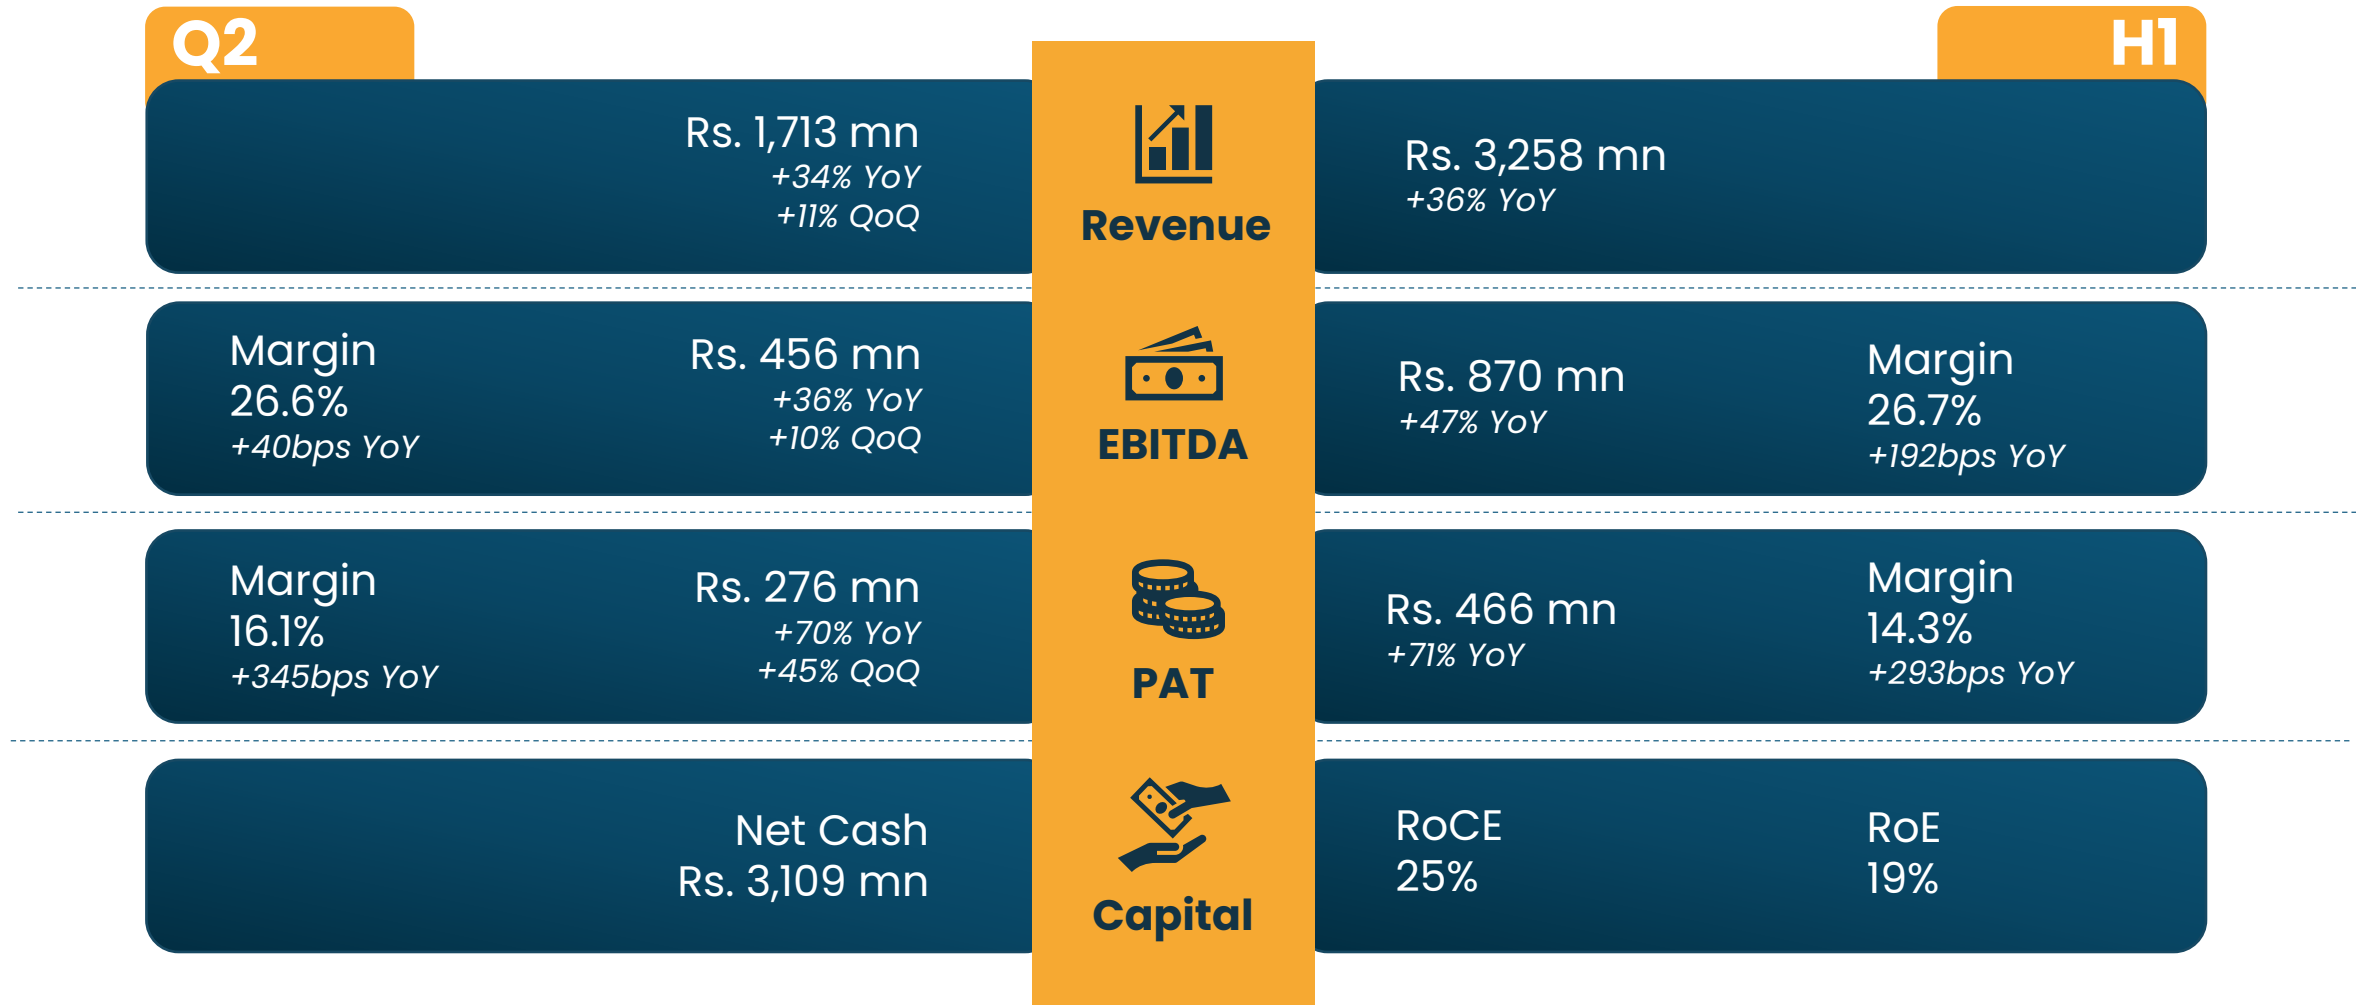 Q2
H1
Rs. 1,713 mn
+34% YoY
+11% QoQ
Revenue
Rs. 3,258 mn
+36% YoY
Margin
26.6%
+40bps YoY
Rs. 456 mn
+36% YoY
+10% QoQ
EBITDA
Rs. 870 mn
+47% YoY
Margin
26.7%
+192bps YoY
Margin
16.1%
+345bps YoY
Rs. 276 mn
+70% YoY
+45% QoQ
PAT
Rs. 466 mn
+71% YoY
Margin
14.3%
+293bps YoY
Net Cash
Rs. 3,109 mn
Capital
RoCE
25%
RoE
19%